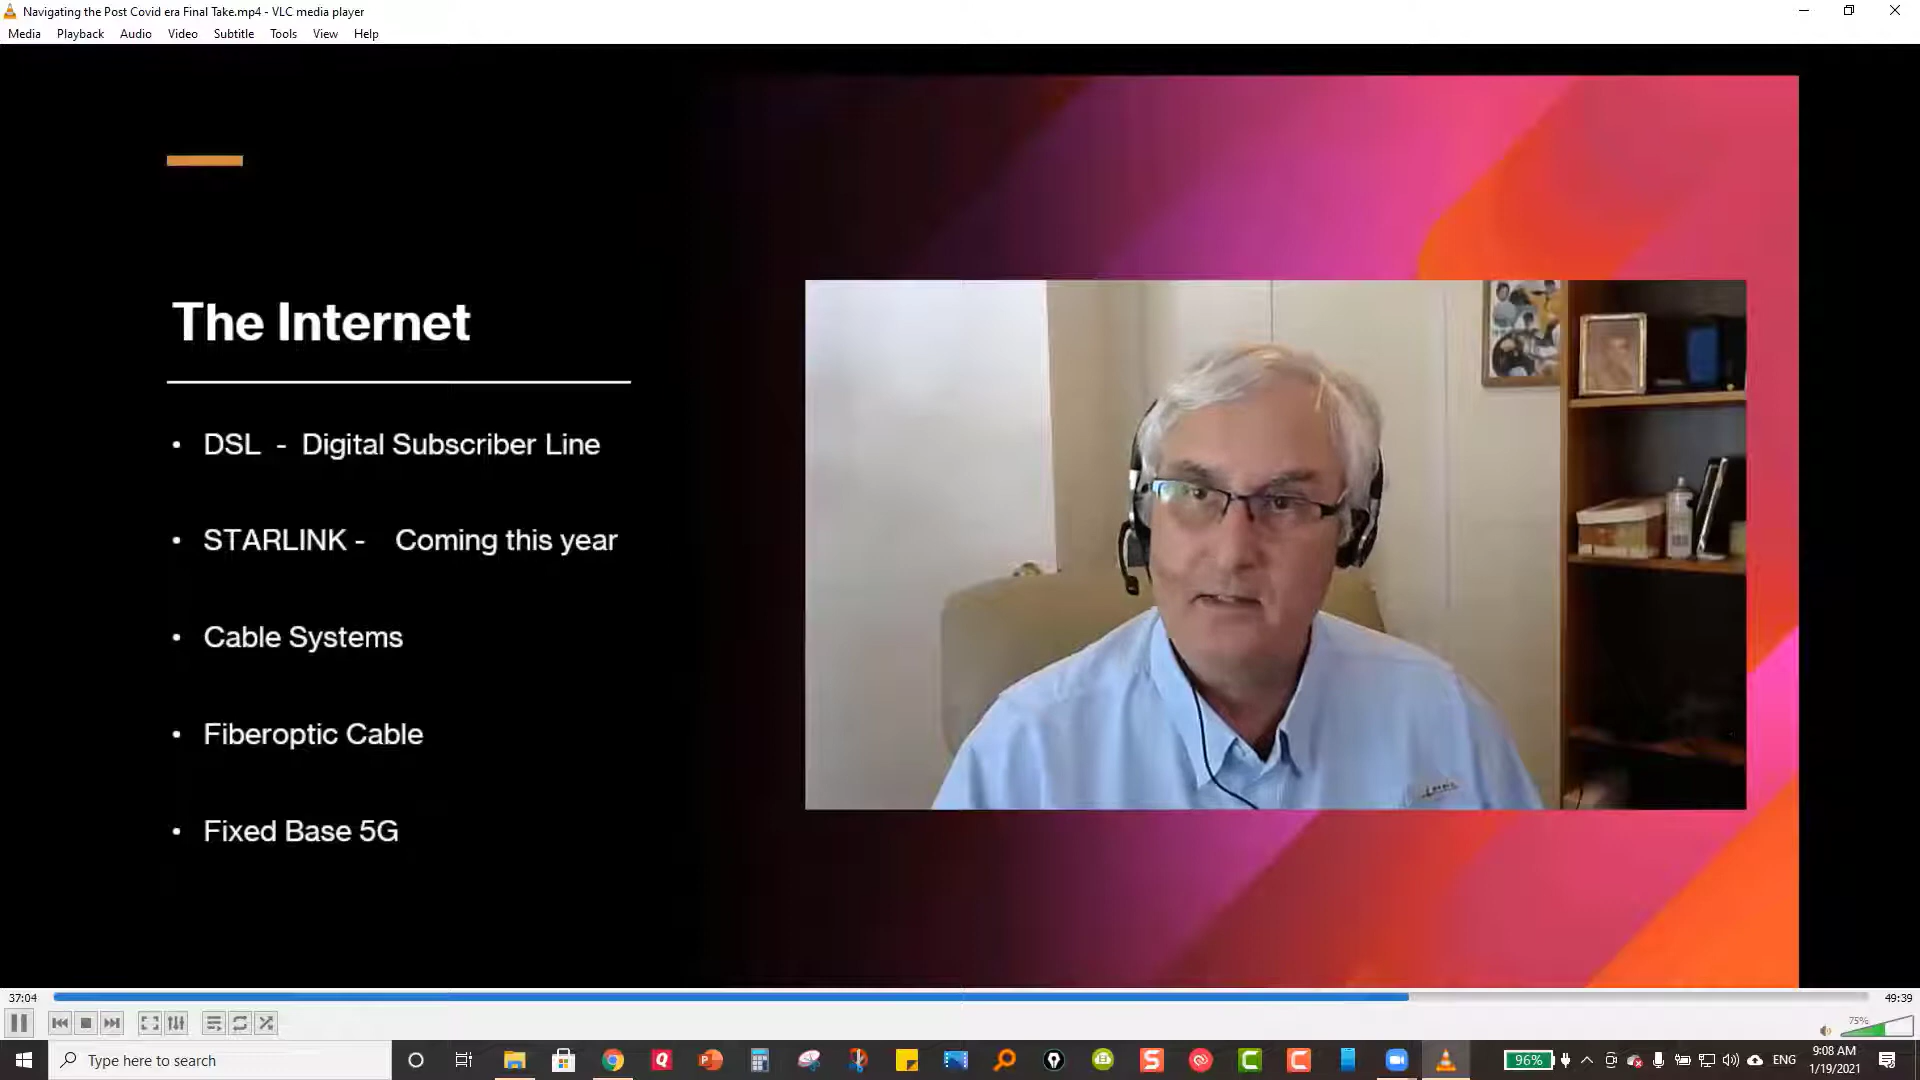 Navigating the Post Covid era Final Take.mp4 - VLC media player
Media Playback Audio Video Subtitle Tools View Help
The Internet
• DSL - Digital Subscriber Line
• STARLINK - Coming this year
• Cable Systems
• Fiberoptic Cable
• Fixed Base 5G
37:04
49:39
75%
Type here to search
96%
ENG
9:08 AM
1/19/2021